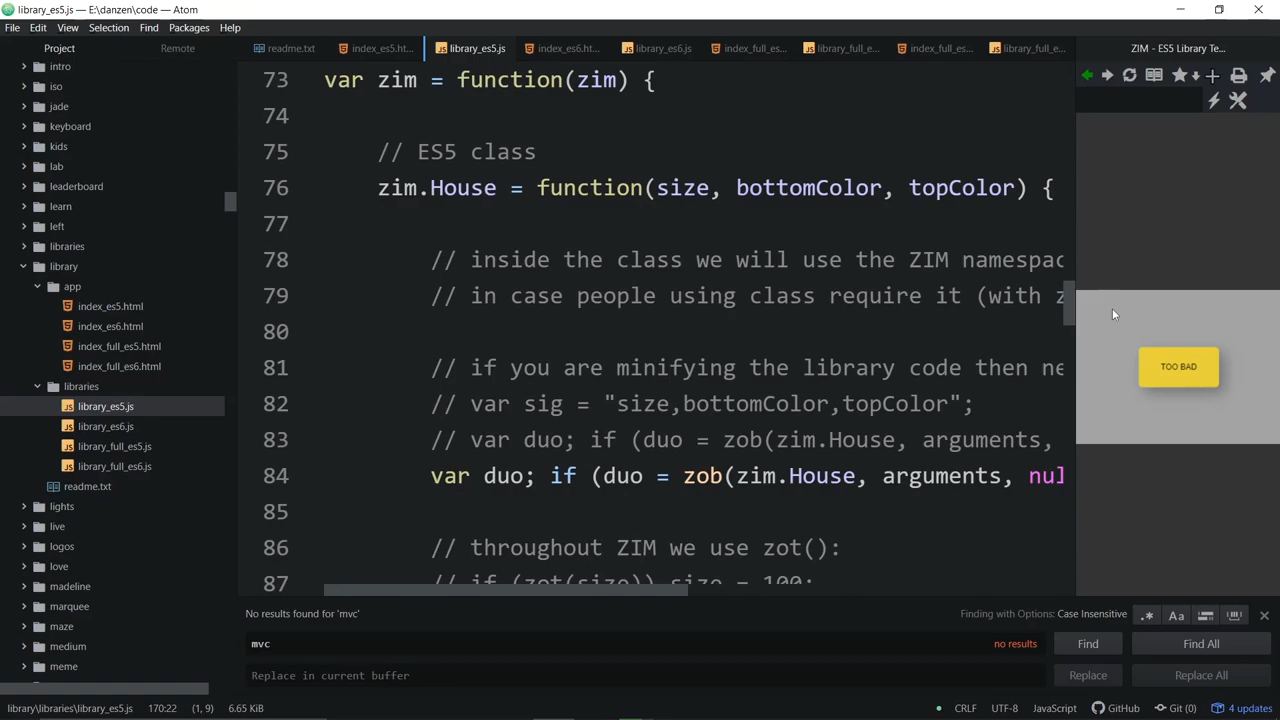 library_es5.js — E:\danzen\code — Atom
File Edit View Selection Find Packages Help
Project Remote
readme.txt index_es5.ht... library_es5.js index_es6.ht... library_es6.js index_full_es... library_full_e... index_full_es... library_full_e... ZIM - ES5 Library Te...
intro
iso
jade
keyboard
kids
lab
leaderboard
learn
left
libraries
library
app
index_es5.html
index_es6.html
index_full_es5.html
index_full_es6.html
libraries
library_es5.js
library_es6.js
library_full_es5.js
library_full_es6.js
readme.txt
lights
live
logos
love
madeline
marquee
maze
medium
meme
73 var zim = function(zim) {
74
75 // ES5 class
76 zim.House = function(size, bottomColor, topColor) {
77
78 // inside the class we will use the ZIM namespac
79 // in case people using class require it (with z
80
81 // if you are minifying the library code then ne
82 // var sig = "size,bottomColor,topColor";
83 // var duo; if (duo = zob(zim.House, arguments,
84 var duo; if (duo = zob(zim.House, arguments, nul
85
86 // throughout ZIM we use zot():
87 // if (zot(size)) size = 100;
TOO BAD
No results found for 'mvc' Finding with Options: Case Insensitive .* Aa
mvc no results Find Find All
Replace in current buffer Replace Replace All
library\libraries\library_es5.js 170:22 (1, 9) 6.65 KiB CRLF UTF-8 JavaScript GitHub Git (0) 4 updates